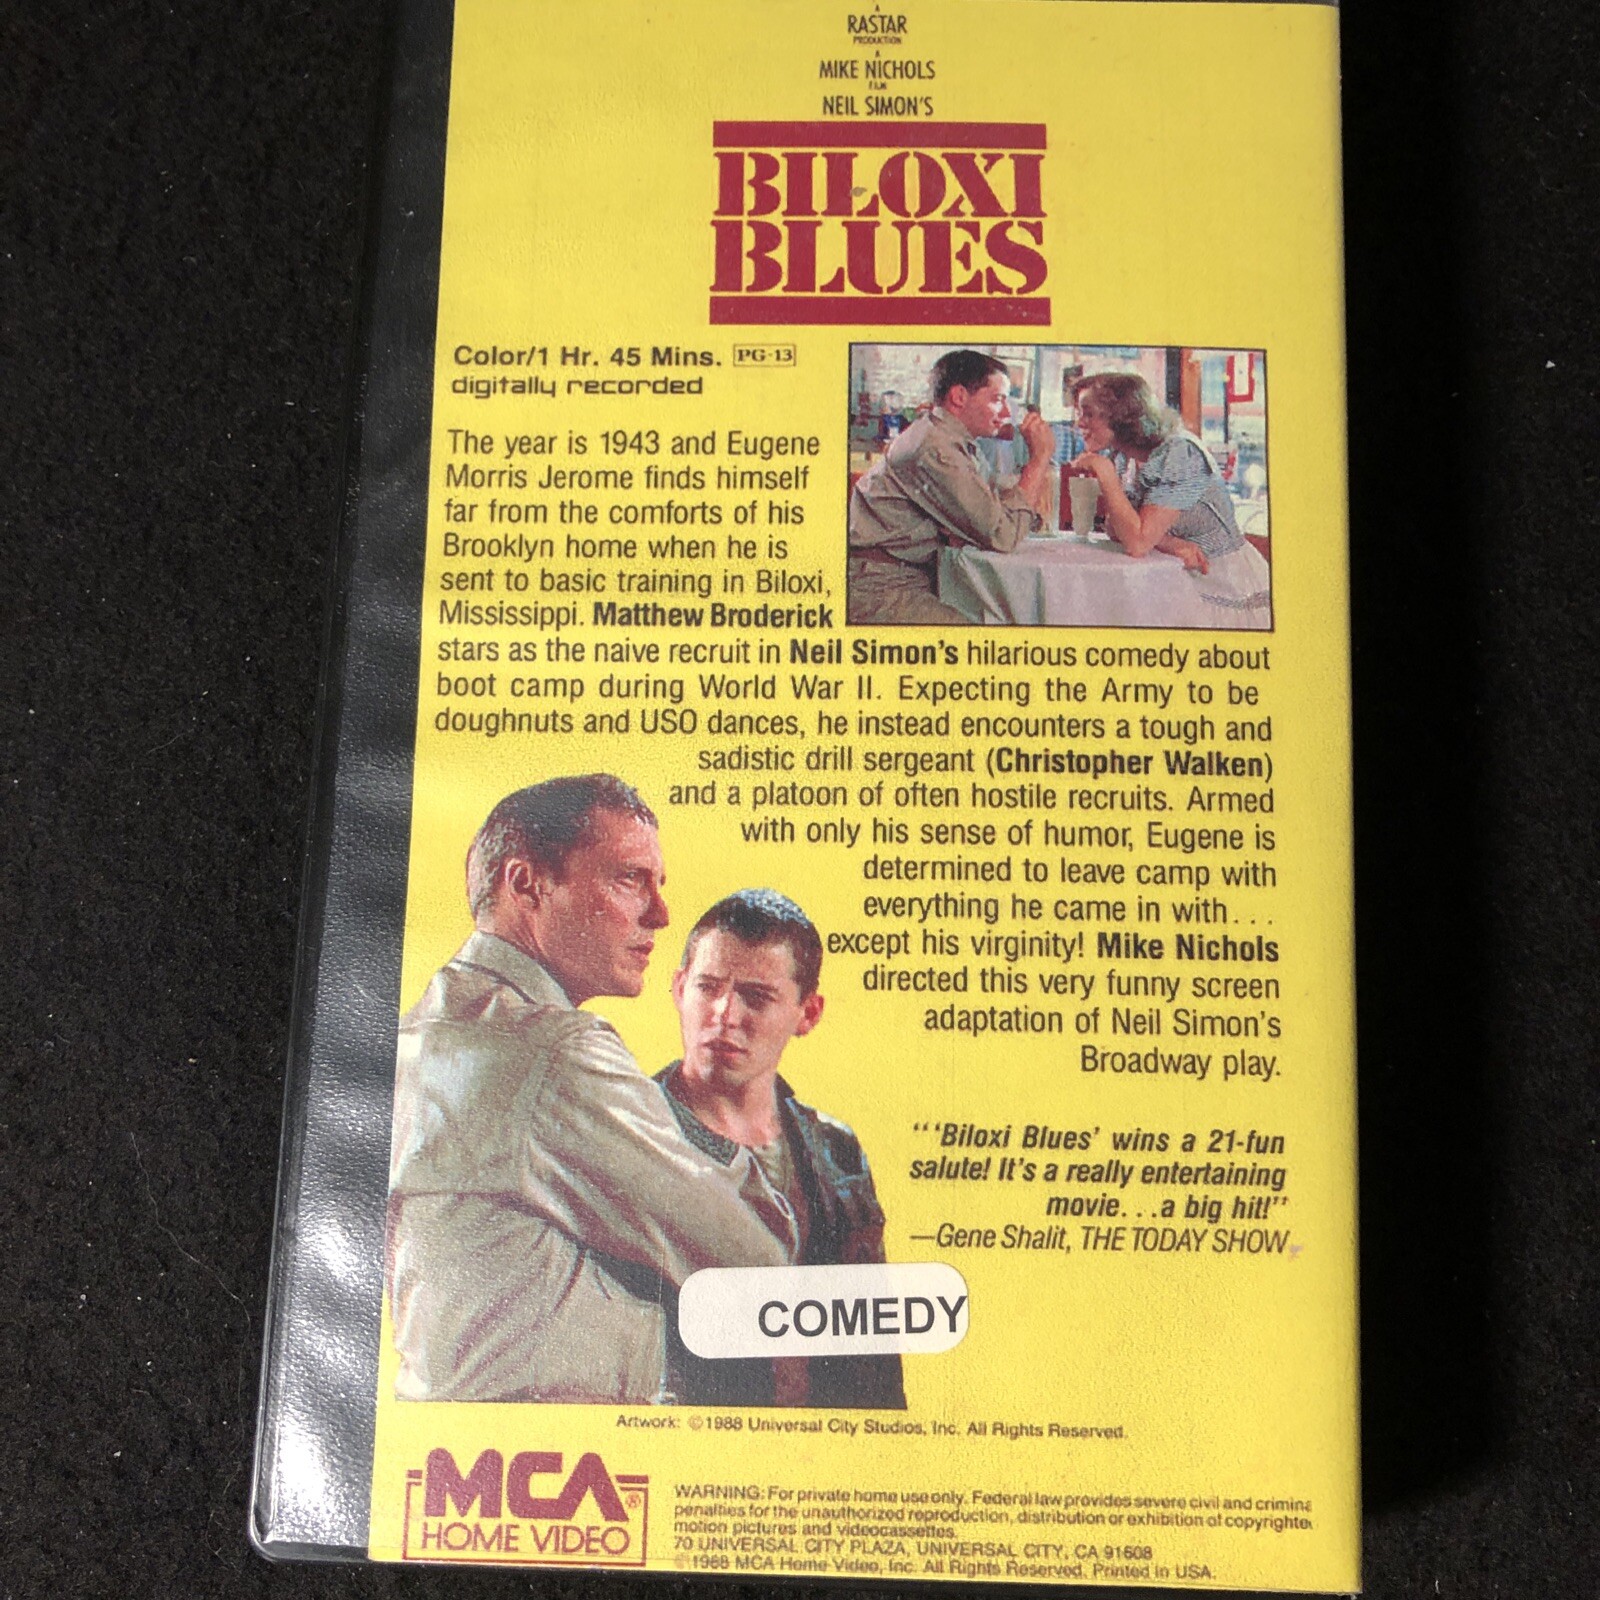 A
RASTAR
PRODUCTION
A
MIKE NICHOLS
FILM
NEIL SIMON'S
BILOXI
BLUES
Color/1 Hr. 45 Mins. PG-13
digitally recorded
The year is 1943 and Eugene
Morris Jerome finds himself
far from the comforts of his
Brooklyn home when he is
sent to basic training in Biloxi,
Mississippi. Matthew Broderick
stars as the naive recruit in Neil Simon's hilarious comedy about
boot camp during World War II. Expecting the Army to be
doughnuts and USO dances, he instead encounters a tough and
sadistic drill sergeant (Christopher Walken)
and a platoon of often hostile recruits. Armed
with only his sense of humor, Eugene is
determined to leave camp with
everything he came in with...
except his virginity! Mike Nichols
directed this very funny screen
adaptation of Neil Simon's
Broadway play.
"'Biloxi Blues' wins a 21-fun
salute! It's a really entertaining
movie...a big hit!"
—Gene Shalit, THE TODAY SHOW
COMEDY
Artwork: ©1988 Universal City Studios, Inc. All Rights Reserved.
MCA®
HOME VIDEO
WARNING: For private home use only. Federal law provides severe civil and crimina
penalties for the unauthorized reproduction, distribution or exhibition of copyrighte
motion pictures and videocassettes.
70 UNIVERSAL CITY PLAZA, UNIVERSAL CITY, CA 91608
©1988 MCA Home Video, Inc. All Rights Reserved. Printed in USA.